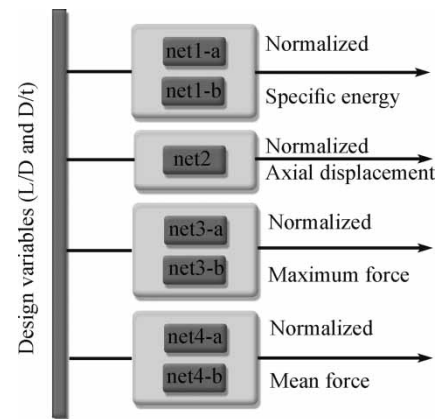 Design variables (L/D and D/t)
net1-a
net1-b
Normalized
Specific energy
net2
Normalized
Axial displacement
net3-a
net3-b
Normalized
Maximum force
net4-a
net4-b
Normalized
Mean force